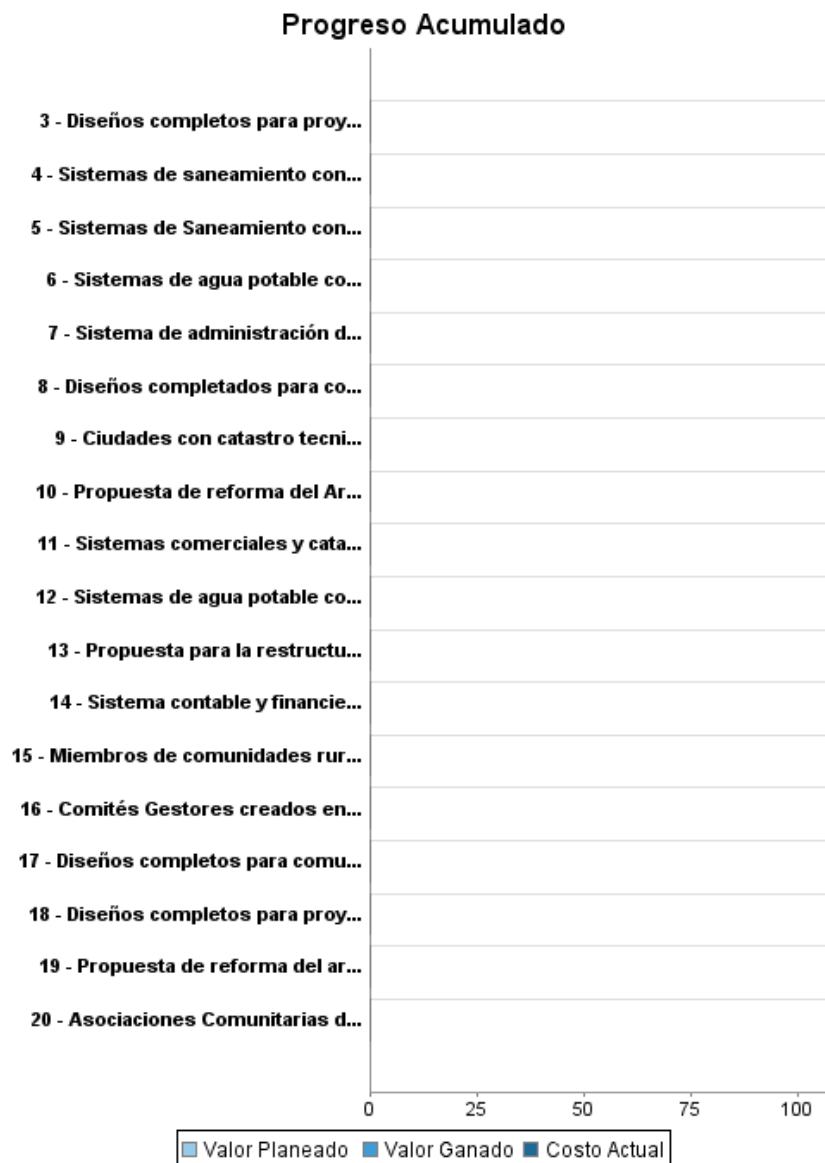 Progreso Acumulado
3 - Diseños completos para proy...
4 - Sistemas de saneamiento con...
5 - Sistemas de Saneamiento con...
6 - Sistemas de agua potable co...
7 - Sistema de administración d...
8 - Diseños completados para co...
9 - Ciudades con catastro tecni...
10 - Propuesta de reforma del Ar...
11 - Sistemas comerciales y cata...
12 - Sistemas de agua potable co...
13 - Propuesta para la restructu...
14 - Sistema contable y financie...
15 - Miembros de comunidades rur...
16 - Comités Gestores creados en...
17 - Diseños completos para comu...
18 - Diseños completos para proy...
19 - Propuesta de reforma del ar...
20 - Asociaciones Comunitarias d...
0 25 50 75 100
Valor Planeado Valor Ganado Costo Actual